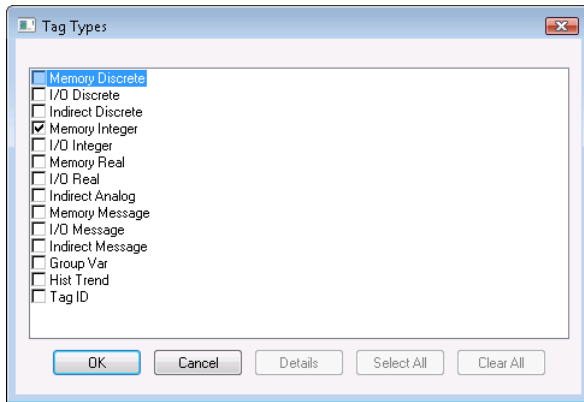 Tag Types
Memory Discrete
I/O Discrete
Indirect Discrete
Memory Integer
I/O Integer
Memory Real
I/O Real
Indirect Analog
Memory Message
I/O Message
Indirect Message
Group Var
Hist Trend
Tag ID
OK Cancel Details Select All Clear All